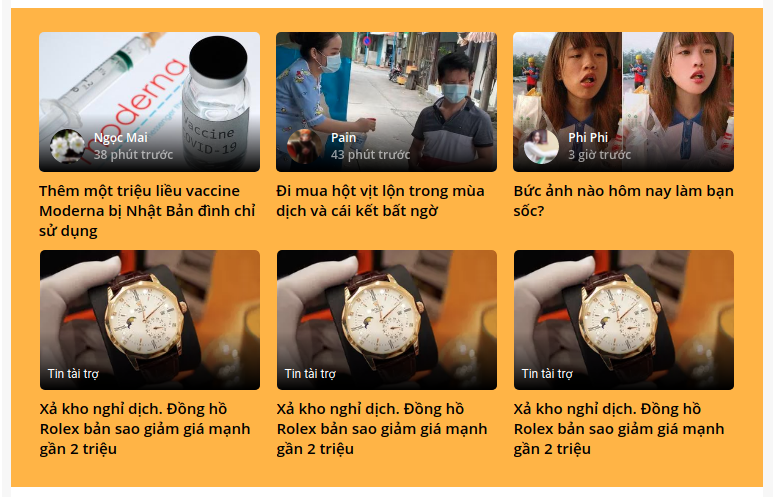 moderna
Vaccine
COVID-19
Ngọc Mai
38 phút trước
Pain
43 phút trước
Phi Phi
3 giờ trước
Thêm một triệu liều vaccine
Moderna bị Nhật Bản đình chỉ
sử dụng
Đi mua hột vịt lộn trong mùa
dịch và cái kết bất ngờ
Bức ảnh nào hôm nay làm bạn
sốc?
Tin tài trợ
Tin tài trợ
Tin tài trợ
Xả kho nghỉ dịch. Đồng hồ
Rolex bản sao giảm giá mạnh
gần 2 triệu
Xả kho nghỉ dịch. Đồng hồ
Rolex bản sao giảm giá mạnh
gần 2 triệu
Xả kho nghỉ dịch. Đồng hồ
Rolex bản sao giảm giá mạnh
gần 2 triệu